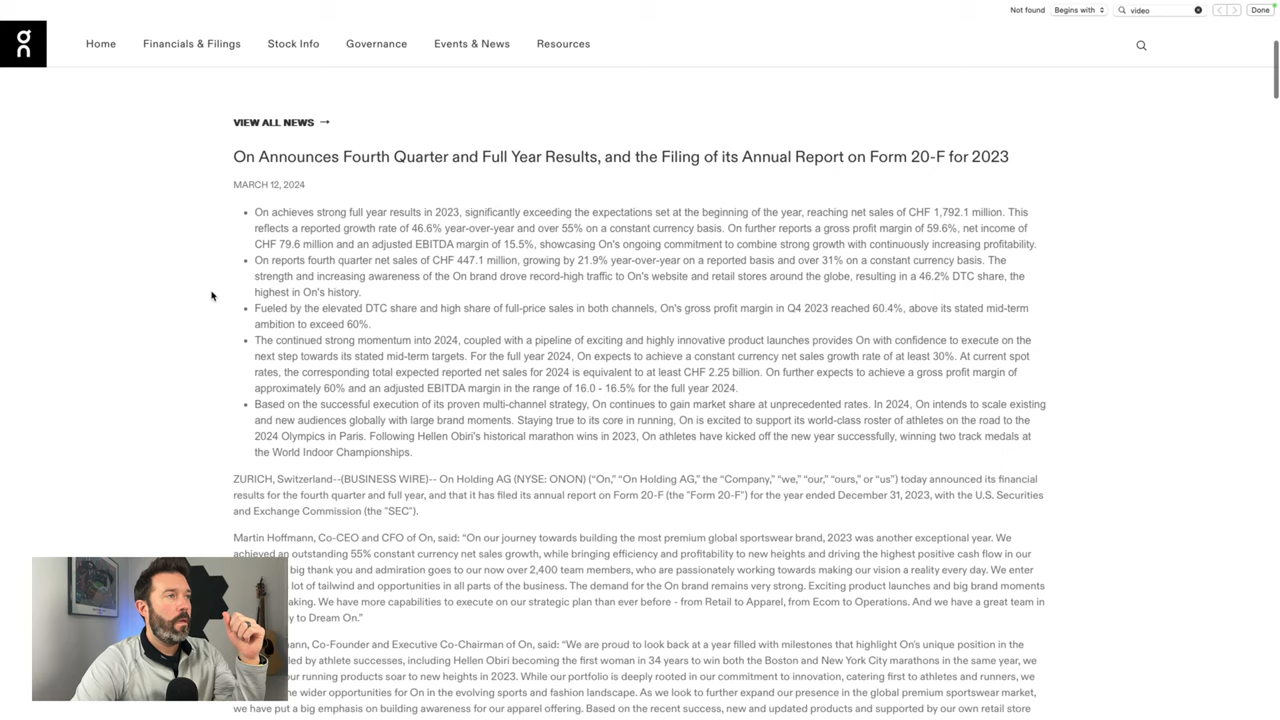 Not found Begins with video Done
on
Home Financials & Filings Stock Info Governance Events & News Resources
VIEW ALL NEWS →
On Announces Fourth Quarter and Full Year Results, and the Filing of its Annual Report on Form 20-F for 2023
MARCH 12, 2024
• On achieves strong full year results in 2023, significantly exceeding the expectations set at the beginning of the year, reaching net sales of CHF 1,792.1 million. This
reflects a reported growth rate of 46.6% year-over-year and over 55% on a constant currency basis. On further reports a gross profit margin of 59.6%, net income of
CHF 79.6 million and an adjusted EBITDA margin of 15.5%, showcasing On's ongoing commitment to combine strong growth with continuously increasing profitability.
• On reports fourth quarter net sales of CHF 447.1 million, growing by 21.9% year-over-year on a reported basis and over 31% on a constant currency basis. The
strength and increasing awareness of the On brand drove record-high traffic to On's website and retail stores around the globe, resulting in a 46.2% DTC share, the
highest in On's history.
• Fueled by the elevated DTC share and high share of full-price sales in both channels, On's gross profit margin in Q4 2023 reached 60.4%, above its stated mid-term
ambition to exceed 60%.
• The continued strong momentum into 2024, coupled with a pipeline of exciting and highly innovative product launches provides On with confidence to execute on the
next step towards its stated mid-term targets. For the full year 2024, On expects to achieve a constant currency net sales growth rate of at least 30%. At current spot
rates, the corresponding total expected reported net sales for 2024 is equivalent to at least CHF 2.25 billion. On further expects to achieve a gross profit margin of
approximately 60% and an adjusted EBITDA margin in the range of 16.0 - 16.5% for the full year 2024.
• Based on the successful execution of its proven multi-channel strategy, On continues to gain market share at unprecedented rates. In 2024, On intends to scale existing
and new audiences globally with large brand moments. Staying true to its core in running, On is excited to support its world-class roster of athletes on the road to the
2024 Olympics in Paris. Following Hellen Obiri's historical marathon wins in 2023, On athletes have kicked off the new year successfully, winning two track medals at
the World Indoor Championships.
ZURICH, Switzerland--(BUSINESS WIRE)-- On Holding AG (NYSE: ONON) (“On,” “On Holding AG,” the “Company,” “we,” “our,” “ours,” or “us”) today announced its financial
results for the fourth quarter and full year, and that it has filed its annual report on Form 20-F (the "Form 20-F") for the year ended December 31, 2023, with the U.S. Securities
and Exchange Commission (the "SEC").
Martin Hoffmann, Co-CEO and CFO of On, said: “On our journey towards building the most premium global sportswear brand, 2023 was another exceptional year. We
achieved an outstanding 55% constant currency net sales growth, while bringing efficiency and profitability to new heights and driving the highest positive cash flow in our
big thank you and admiration goes to our now over 2,400 team members, who are passionately working towards making our vision a reality every day. We enter
lot of tailwind and opportunities in all parts of the business. The demand for the On brand remains very strong. Exciting product launches and big brand moments
aking. We have more capabilities to execute on our strategic plan than ever before - from Retail to Apparel, from Ecom to Operations. And we have a great team in
y to Dream On.”
mann, Co-Founder and Executive Co-Chairman of On, said: “We are proud to look back at a year filled with milestones that highlight On's unique position in the
led by athlete successes, including Hellen Obiri becoming the first woman in 34 years to win both the Boston and New York City marathons in the same year, we
our running products soar to new heights in 2023. While our portfolio is deeply rooted in our commitment to innovation, catering first to athletes and runners, we
he wider opportunities for On in the evolving sports and fashion landscape. As we look to further expand our presence in the global premium sportswear market,
we have put a big emphasis on building awareness for our apparel offering. Based on the recent success, new and updated products and supported by our own retail store